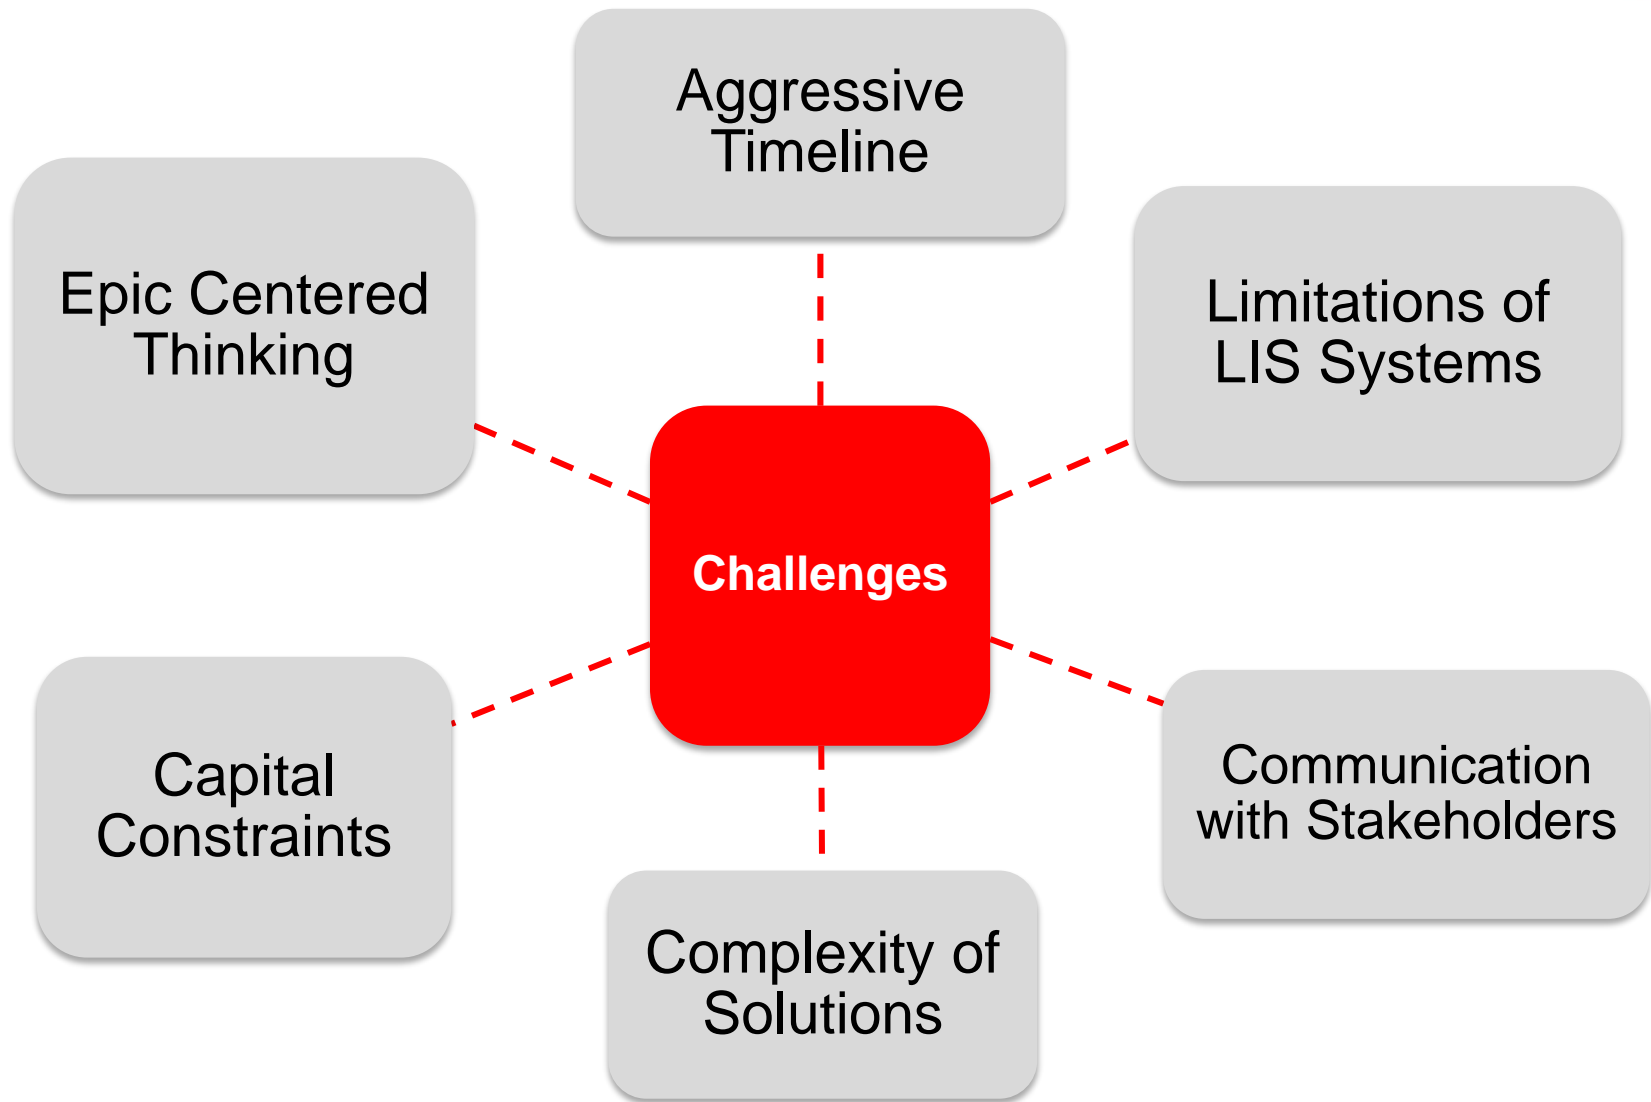 Aggressive
Timeline
Epic Centered
Thinking
Limitations of
LIS Systems
Challenges
Capital
Constraints
Communication
with Stakeholders
Complexity of
Solutions